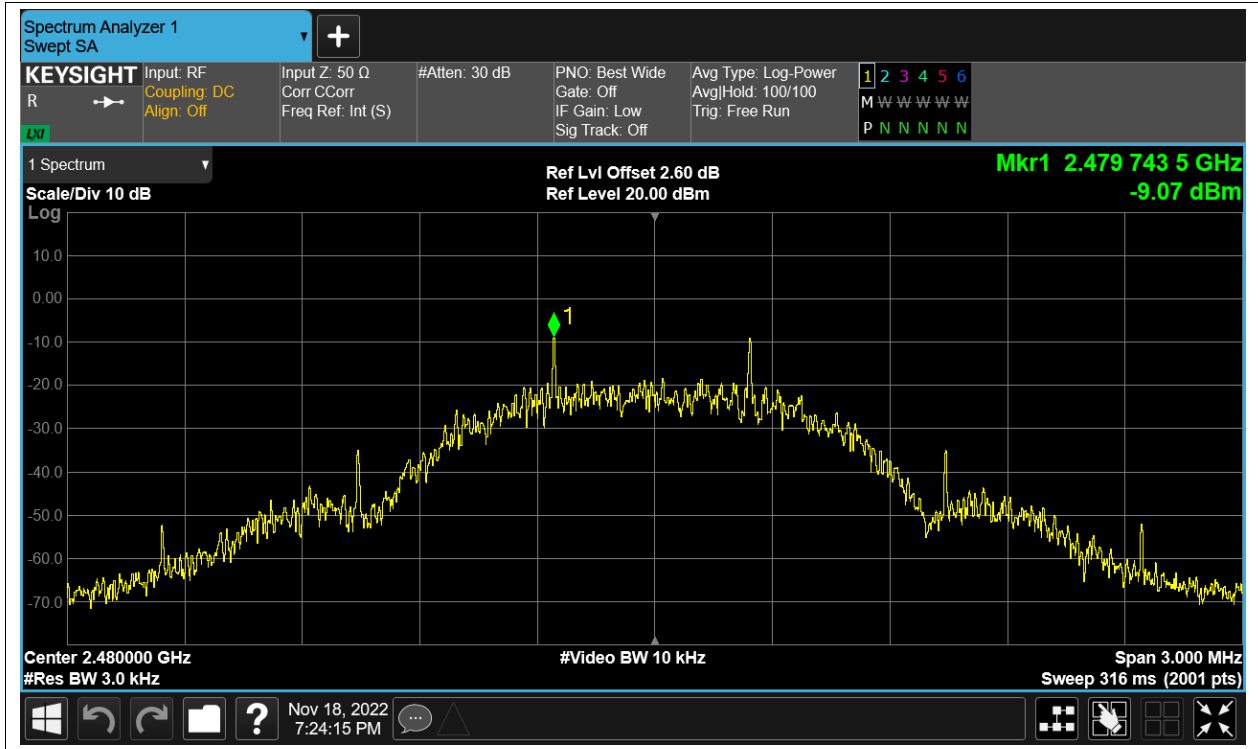 Spectrum Analyzer 1
Swept SA
+
KEYSIGHT
R
LXI
Input: RF
Coupling: DC
Align: Off
Input Z: 50 Ω
Corr CCorr
Freq Ref: Int (S)
#Atten: 30 dB
PNO: Best Wide
Gate: Off
IF Gain: Low
Sig Track: Off
Avg Type: Log-Power
Avg|Hold: 100/100
Trig: Free Run
1 2 3 4 5 6
M W W W W W
P N N N N N
1 Spectrum
Scale/Div 10 dB
Log
Ref Lvl Offset 2.60 dB
Ref Level 20.00 dBm
Mkr1 2.479 743 5 GHz
-9.07 dBm
10.0
0.00
1
-10.0
-20.0
-30.0
-40.0
-50.0
-60.0
-70.0
Center 2.480000 GHz
#Res BW 3.0 kHz
#Video BW 10 kHz
Span 3.000 MHz
Sweep 316 ms (2001 pts)
?
Nov 18, 2022
7:24:15 PM